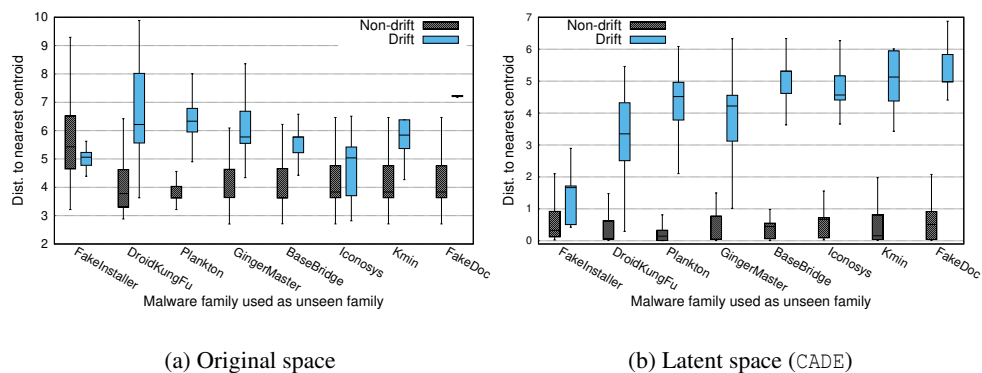 Non-drift
Drift
Dist. to nearest centroid
10
9
8
7
6
5
4
3
2
FakeInstaller
DroidKungFu
Plankton
GingerMaster
BaseBridge
Iconosys
Kmin
FakeDoc
Malware family used as unseen family
(a) Original space
Non-drift
Drift
Dist. to nearest centroid
7
6
5
4
3
2
1
0
FakeInstaller
DroidKungFu
Plankton
GingerMaster
BaseBridge
Iconosys
Kmin
FakeDoc
Malware family used as unseen family
(b) Latent space (CADE)